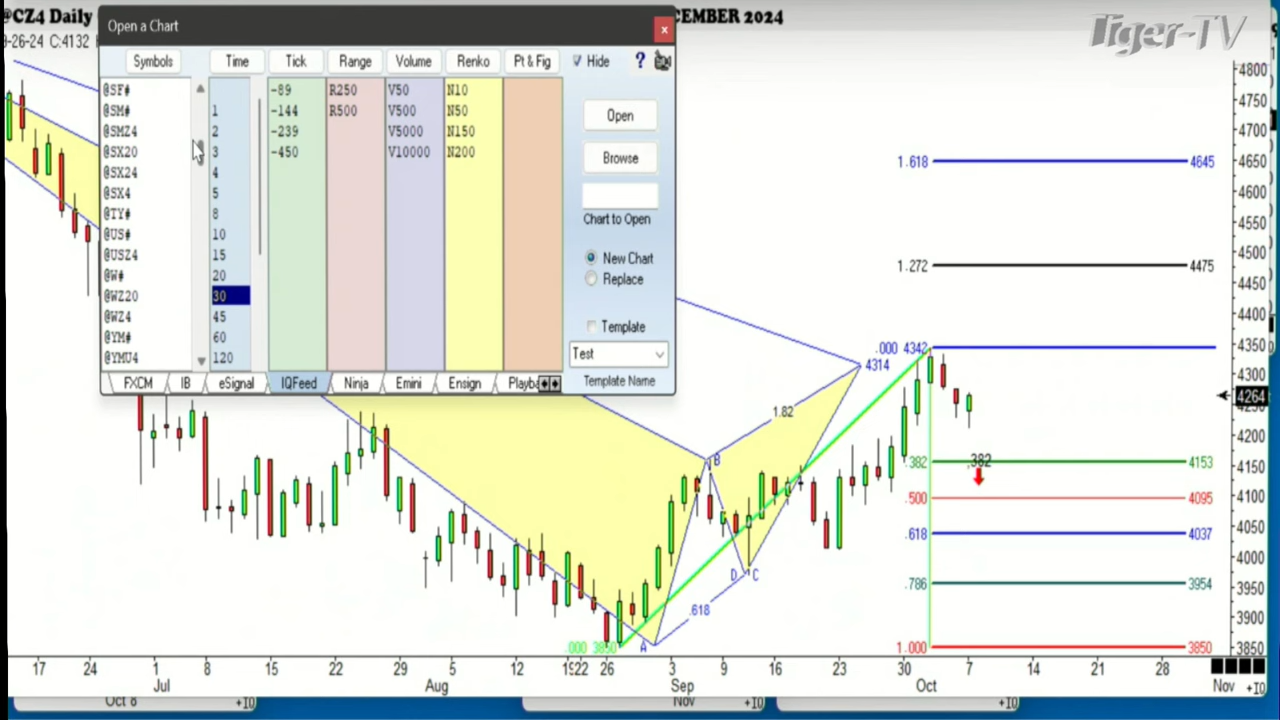 @CZ4 Daily
CEMBER 2024
9-26-24 C:4132
Tiger-TV
Open a Chart
x
Symbols Time Tick Range Volume Renko Pt & Fig Hide ?
@SF# -89 R250 V50 N10
@SM# 1 -144 R500 V500 N50
@SMZ4 2 -239 V5000 N150
@SX20 3 -450 V10000 N200
@SX24 4
@SX4 5
@TY# 8
@US# 10
@USZ4 15
@W# 20
@WZ20 30
@WZ4 45
@YM# 60
@YMU4 120
Open
Browse
Chart to Open
New Chart
Replace
Template
Test
Template Name
FXCM IB eSignal IQFeed Ninja Emini Ensign Playba
4800
4750
4700
4650
4600
4550
4500
4450
4400
4350
4300
4264
4200
4150
4100
4050
4000
3950
3900
3850
1.618 4645
1.272 4475
.000 4342
4314
1.82
B
.382 4153
.382
.500 4095
.618 4037
D C
.786 3954
.618
.000 3850
A
1.000 3850
17 24 1 8 15 22 29 5 12 1522 26 3 9 16 23 30 7 14 21 28
Jul Aug Sep Oct Nov +IO
Oct 8 +IO Nov +IO +IO